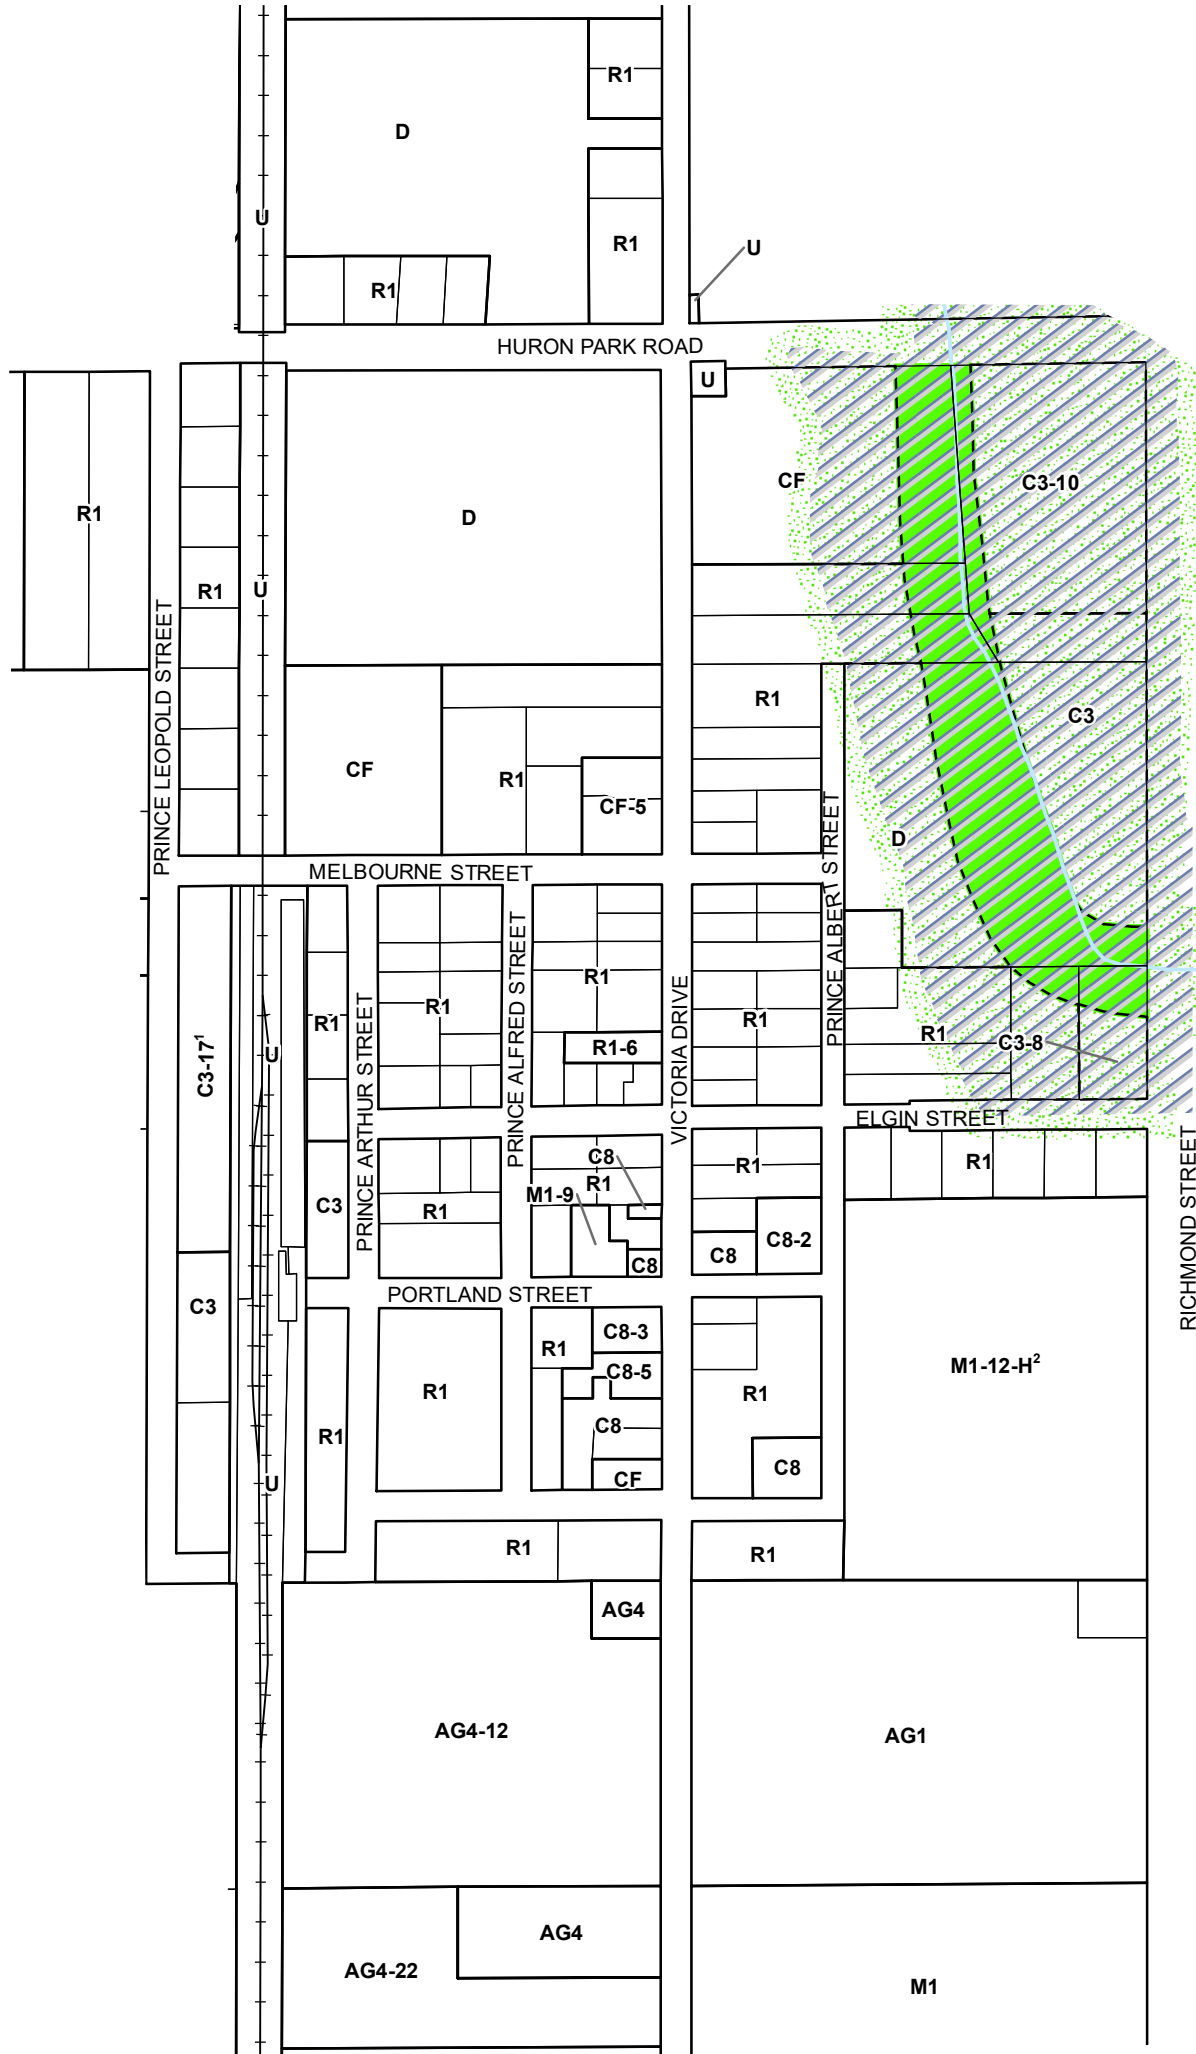 R1
D
U
R1
U
R1
HURON PARK ROAD
U
CF
C3-10
R1
D
R1
U
PRINCE LEOPOLD STREET
R1
C3
CF
R1
CF-5
PRINCE ALBERT STREET
D
MELBOURNE STREET
C3-17¹
R1
PRINCE ARTHUR STREET
R1
PRINCE ALFRED STREET
R1
VICTORIA DRIVE
R1
R1
C3-8
U
R1-6
ELGIN STREET
RICHMOND STREET
C8
R1
R1
R1
M1-9
C3
R1
C8-2
C8
C8
PORTLAND STREET
C3
C8-3
R1
C8-5
M1-12-H²
R1
R1
C8
R1
C8
CF
U
R1
R1
AG4
AG4-12
AG1
AG4
AG4-22
M1